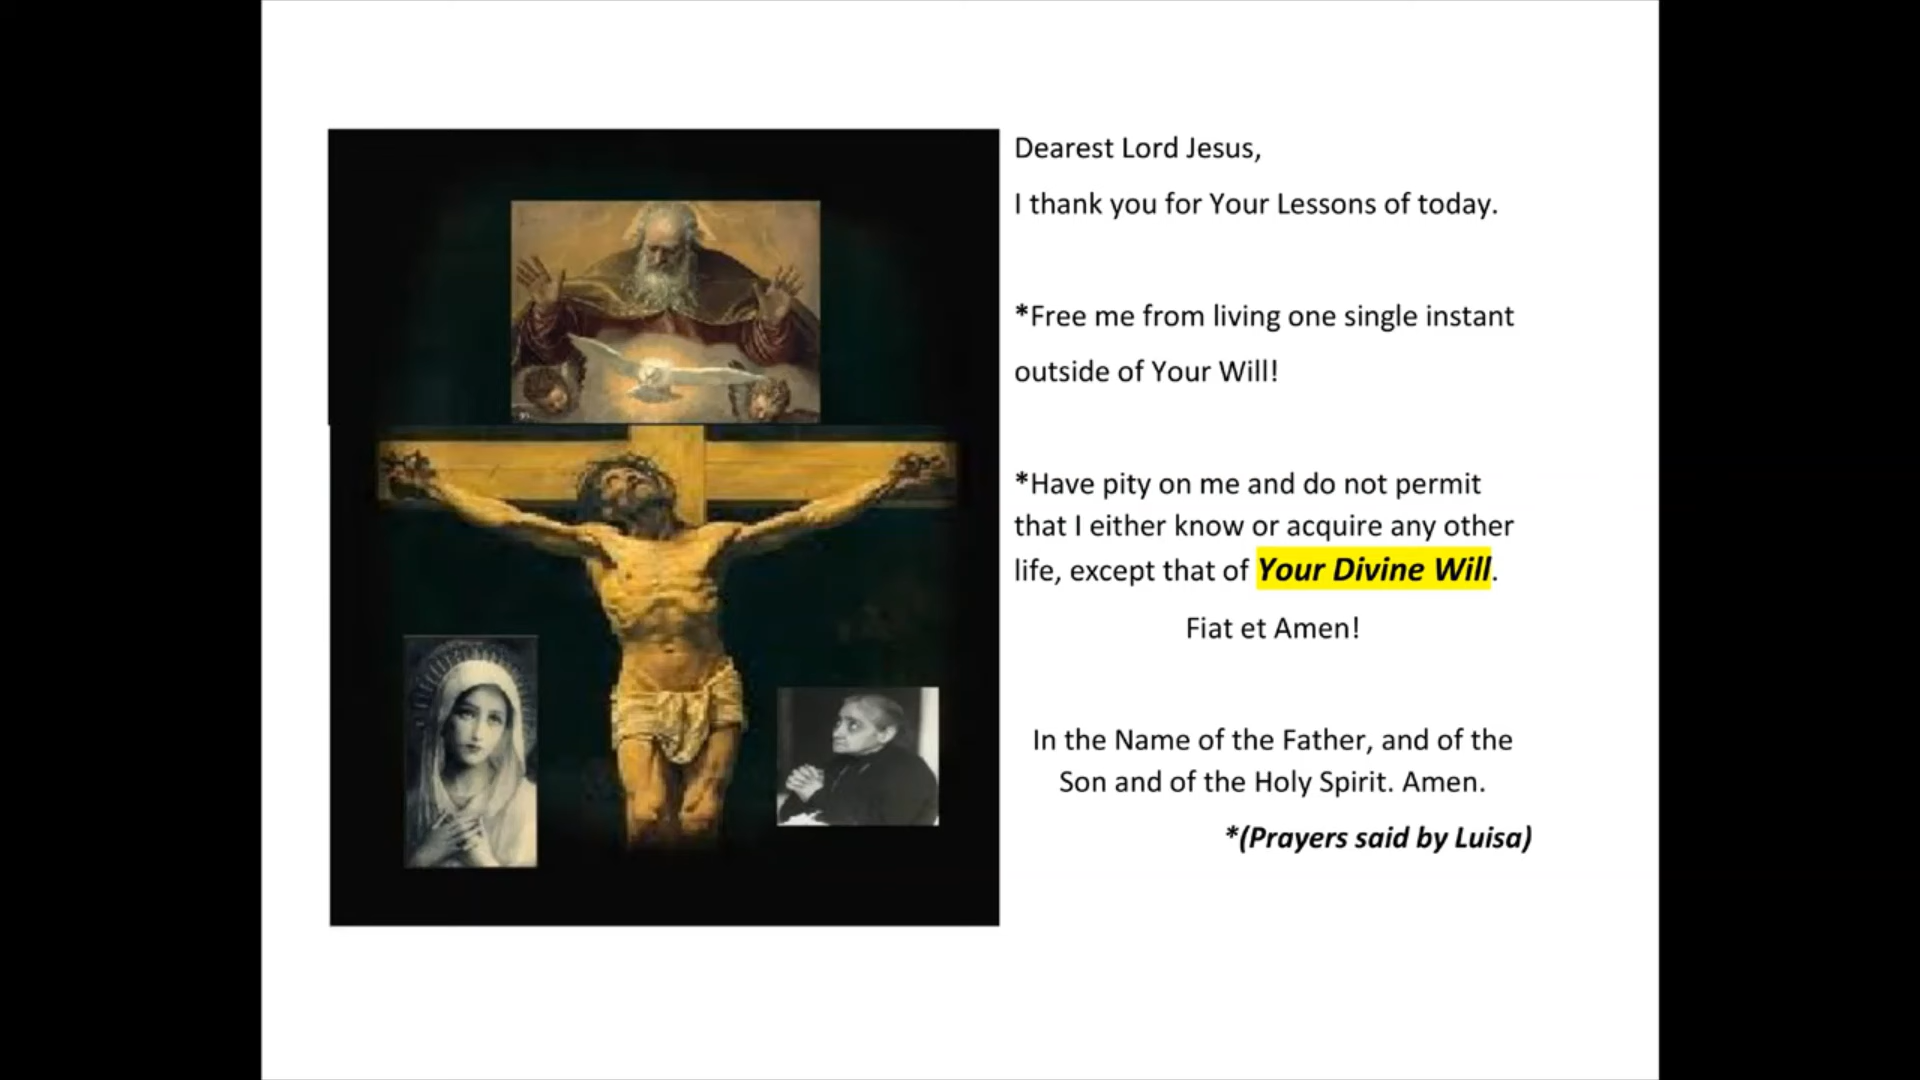 Dearest Lord Jesus,
I thank you for Your Lessons of today.
*Free me from living one single instant
outside of Your Will!
*Have pity on me and do not permit
that I either know or acquire any other
life, except that of Your Divine Will.
Fiat et Amen!
In the Name of the Father, and of the
Son and of the Holy Spirit. Amen.
*(Prayers said by Luisa)